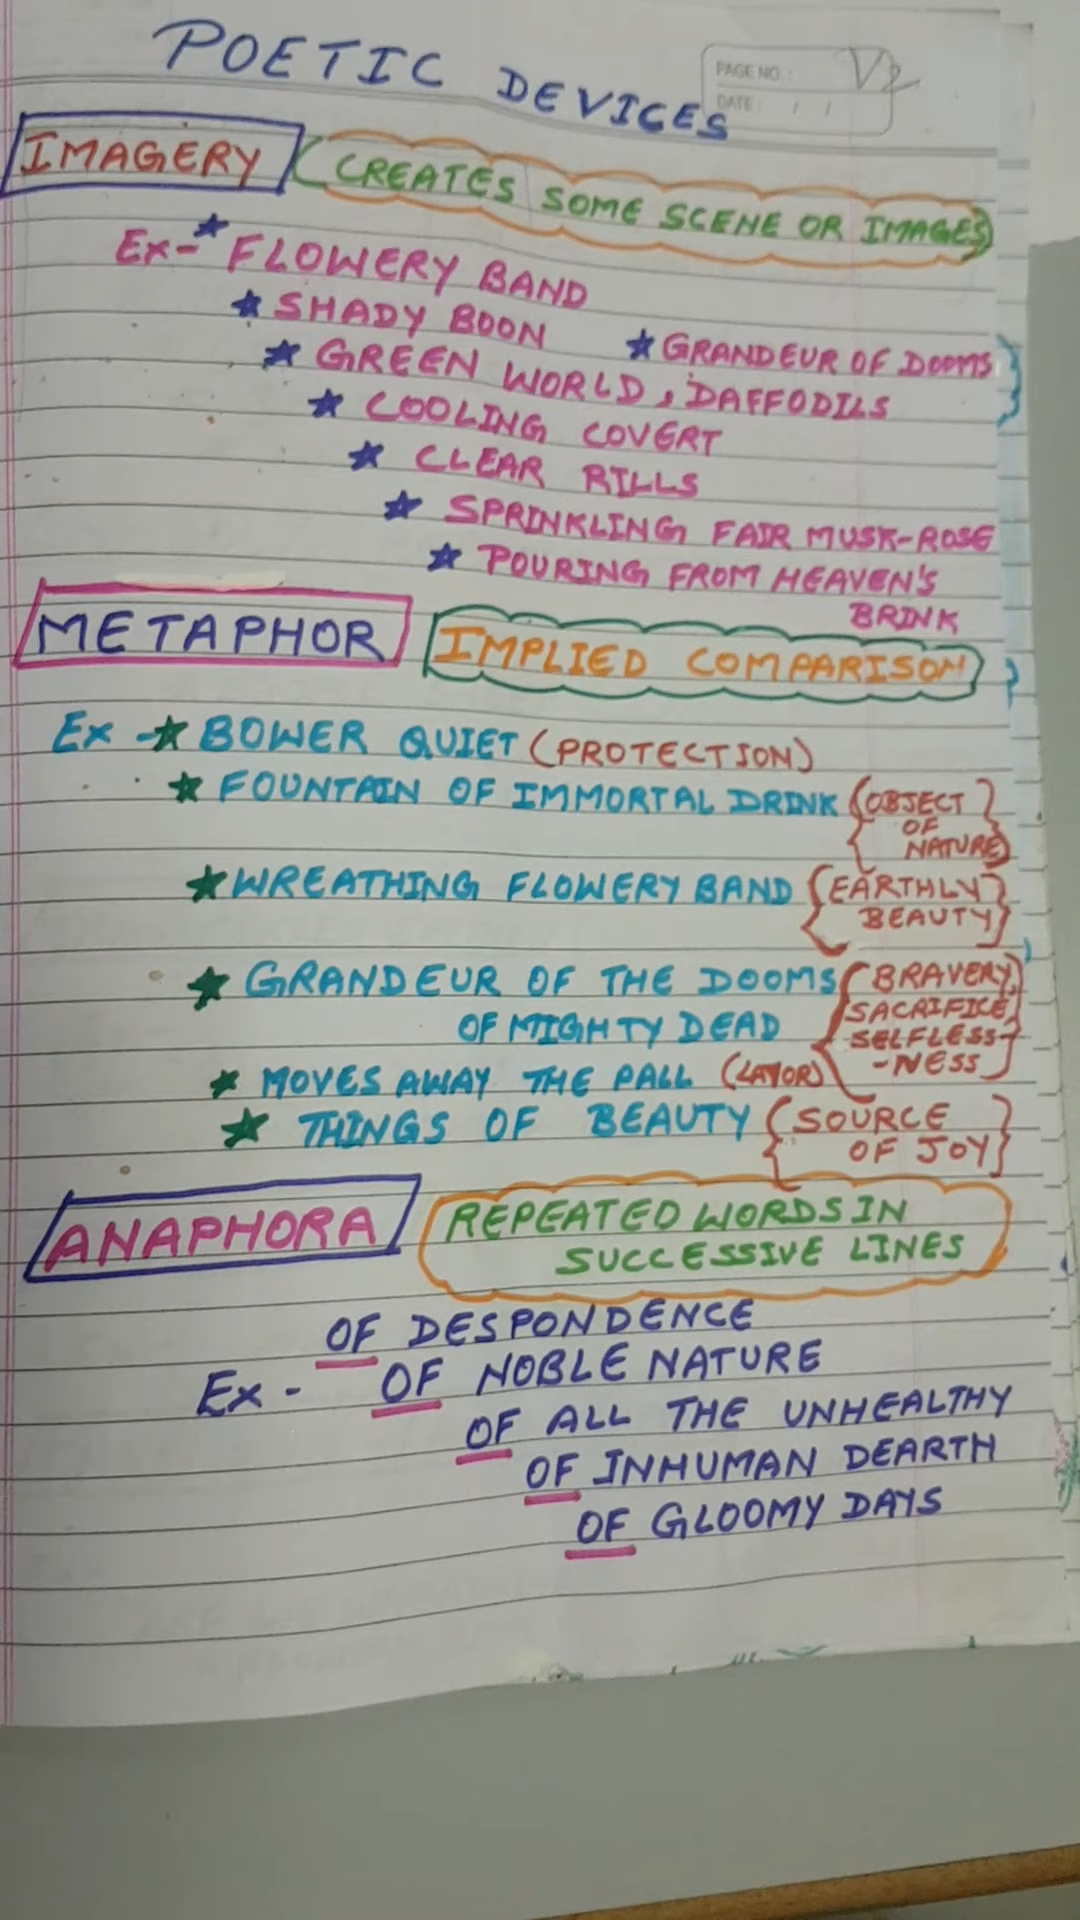 POETIC DEVICES
PAGE NO.: V2
DATE: / /
IMAGERY (CREATES SOME SCENE OR IMAGES)
Ex- FLOWERY BAND
SHADY BOON
GRANDEUR OF DOOMS
GREEN WORLD, DAFFODILS
COOLING COVERT
CLEAR RILLS
SPRINKLING FAIR MUSK-ROSE
POURING FROM HEAVEN'S
BRINK
METAPHOR IMPLIED COMPARISON
Ex - BOWER QUIET (PROTECTION)
FOUNTAIN OF IMMORTAL DRINK (OBJECT
OF
NATURE)
WREATHING FLOWERY BAND {EARTHLY
BEAUTY}
GRANDEUR OF THE DOOMS {BRAVERY,
OF MIGHTY DEAD SACRIFICE,
SELFLESS-
-NESS}
MOVES AWAY THE PALL (LAYOR)
THINGS OF BEAUTY {SOURCE
OF JOY}
ANAPHORA REPEATED WORDS IN
SUCCESSIVE LINES
OF DESPONDENCE
Ex - OF NOBLE NATURE
OF ALL THE UNHEALTHY
OF INHUMAN DEARTH
OF GLOOMY DAYS